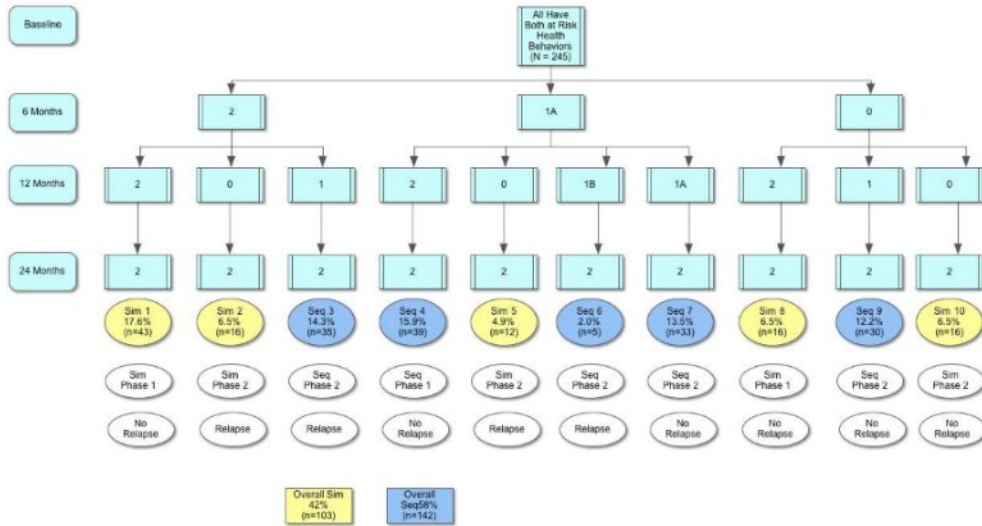 Baseline
All Have
Both at Risk
Health
Behaviors
(N = 245)
6 Months
2
1A
0
12 Months
2
0
1
2
0
1B
1A
2
1
0
24 Months
2
2
2
2
2
2
2
2
2
2
Sim 1
17.6%
(n=43)
Sim 2
6.5%
(n=16)
Seq 3
14.3%
(n=35)
Seq 4
15.9%
(n=39)
Sim 5
4.9%
(n=12)
Seq 6
2.0%
(n=5)
Seq 7
13.5%
(n=33)
Sim 8
6.5%
(n=16)
Seq 9
12.2%
(n=30)
Sim 10
6.5%
(n=16)
Sim
Phase 1
Sim
Phase 2
Seq
Phase 2
Seq
Phase 1
Sim
Phase 2
Seq
Phase 2
Seq
Phase 2
Sim
Phase 1
Seq
Phase 2
Sim
Phase 2
No
Relapse
Relapse
Relapse
No
Relapse
Relapse
Relapse
No
Relapse
No
Relapse
No
Relapse
No
Relapse
Overall Sim
42%
(n=103)
Overall
Seq58%
(n=142)